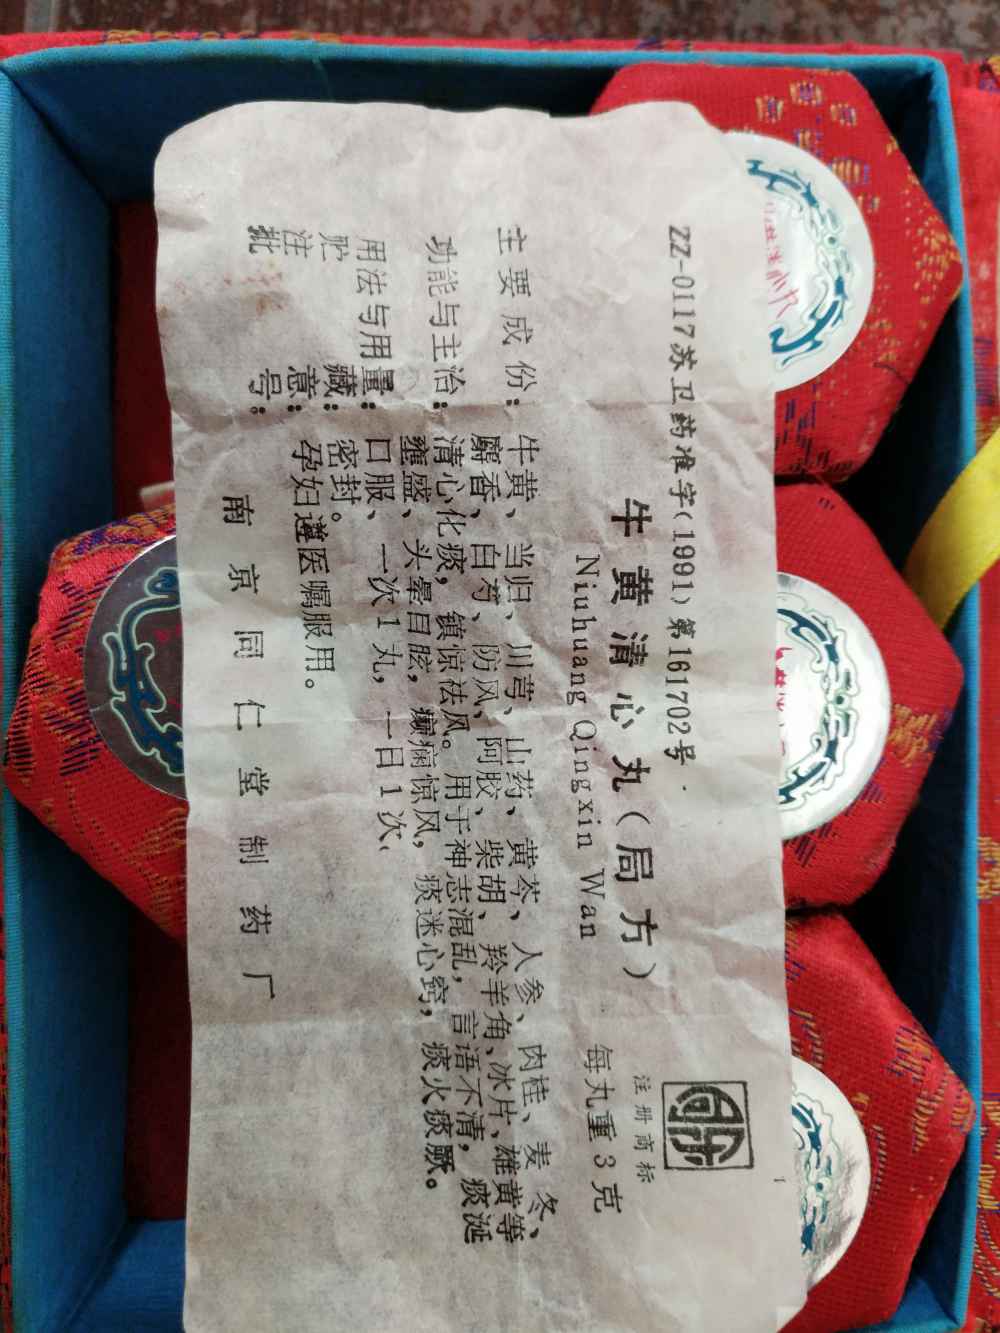 ZZ-0117苏卫药准字(1991)第161702号
注册商标
牛黄清心丸(局方)
Niuhuang Qingxin Wan
每丸重3克
主要成份:牛黄、当归、川芎、山药、黄芩、人参、肉桂、麦冬、
麝香、白芍、防风、阿胶、柴胡、羚羊角、冰片、雄黄等
功能与主治:清心化痰,镇惊祛风。用于神志混乱,言语不清,痰涎
壅盛、头晕目眩,癫痫惊风,痰迷心窍,痰火痰厥。
用法与用量:口服、一次1丸,一日1次、
贮藏:密封。
注意:孕妇遵医嘱服用。
批号:
南京同仁堂制药厂